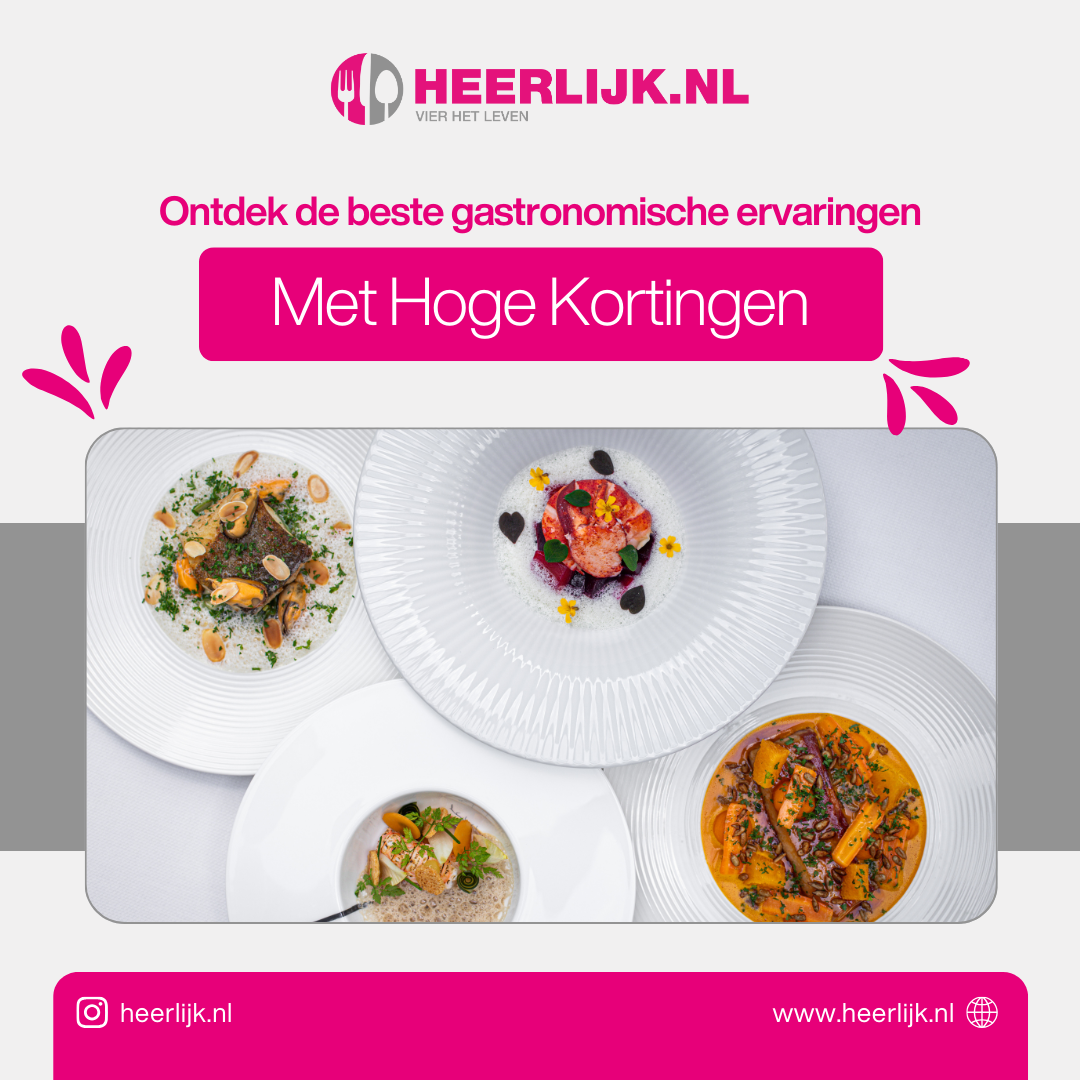 HEERLIJK.NL
VIER HET LEVEN
Ontdek de beste gastronomische ervaringen
Met Hoge Kortingen
heerlijk.nl
www.heerlijk.nl